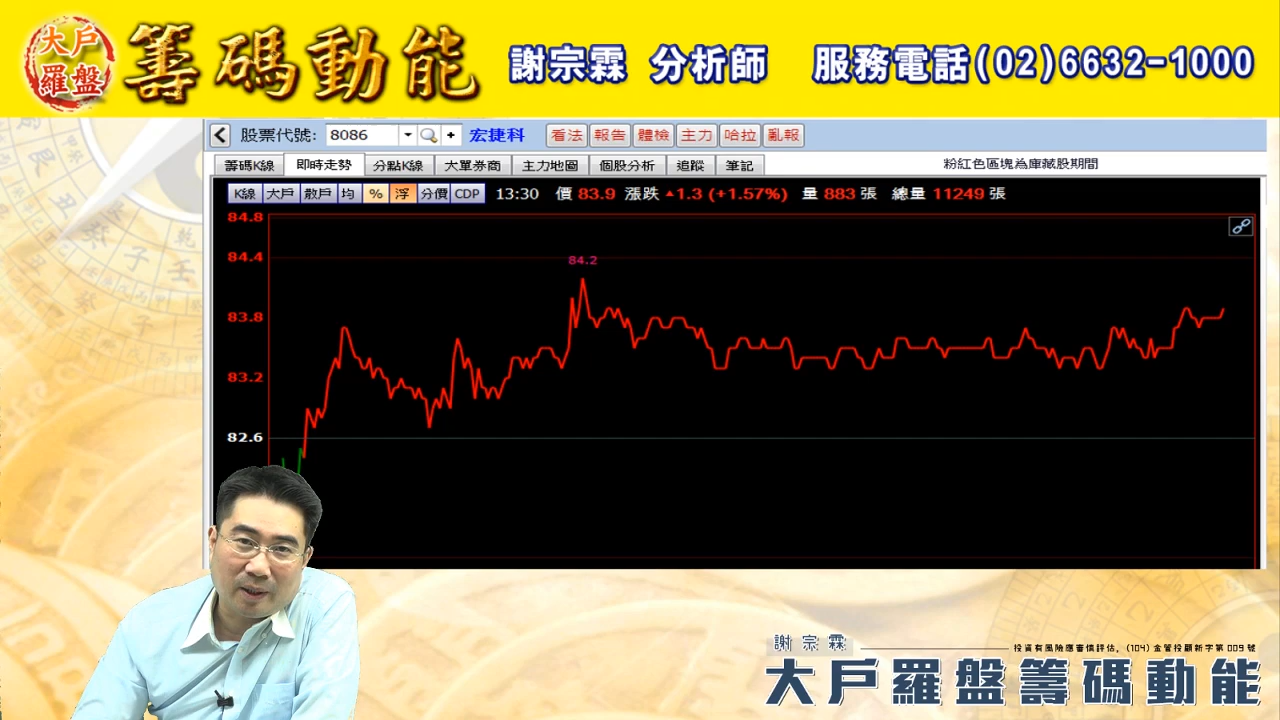 大戶
羅盤
籌碼動能
謝宗霖 分析師 服務電話(02)6632-1000
股票代號: 8086 + 宏捷科 看法 報告 體檢 主力 哈拉 亂報
籌碼K線 即時走勢 分點K線 大單券商 主力地圖 個股分析 追蹤 筆記 粉紅色區塊為庫藏股期間
K線 大戶 散戶 均 % 浮 分價 CDP 13:30 價 83.9 漲跌 ▲1.3 (+1.57%) 量 883 張 總量 11249 張
84.8
84.4
84.2
83.8
83.2
82.6
謝宗霖
投資有風險應審慎評估。(104)金管投顧新字第 009 號
大戶羅盤籌碼動能